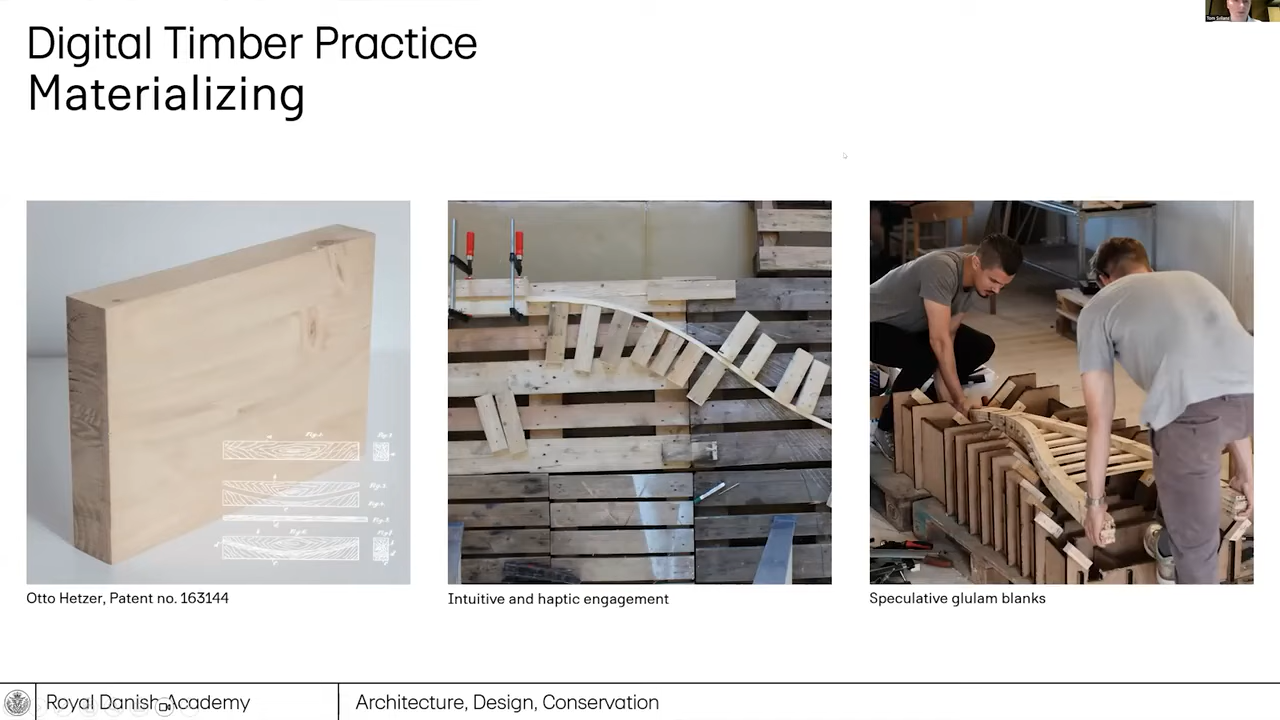 Digital Timber Practice
Materializing
Otto Hetzer, Patent no. 163144
Intuitive and haptic engagement
Speculative glulam blanks
Royal Danish Academy
Architecture, Design, Conservation